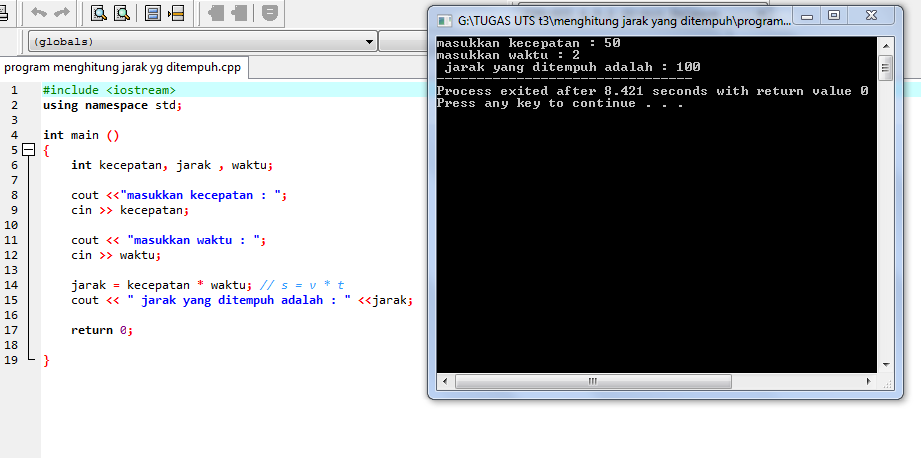 (globals)
program menghitung jarak yg ditempuh.cpp
1 #include <iostream>
2 using namespace std;
3
4 int main ()
5 {
6 int kecepatan, jarak , waktu;
7
8 cout <<"masukkan kecepatan : ";
9 cin >> kecepatan;
10
11 cout << "masukkan waktu : ";
12 cin >> waktu;
13
14 jarak = kecepatan * waktu; // s = v * t
15 cout << " jarak yang ditempuh adalah : " <<jarak;
16
17 return 0;
18
19 }
G:\TUGAS UTS t3\menghitung jarak yang ditempuh\program...
masukkan kecepatan : 50
masukkan waktu : 2
jarak yang ditempuh adalah : 100
--------------------------------
Process exited after 8.421 seconds with return value 0
Press any key to continue . . .